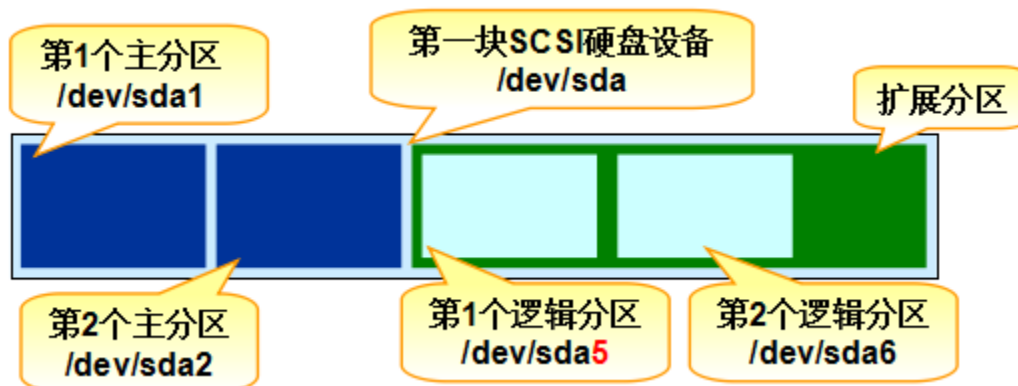 第1个主分区
/dev/sda1
第一块SCSI硬盘设备
/dev/sda
扩展分区
第2个主分区
/dev/sda2
第1个逻辑分区
/dev/sda5
第2个逻辑分区
/dev/sda6